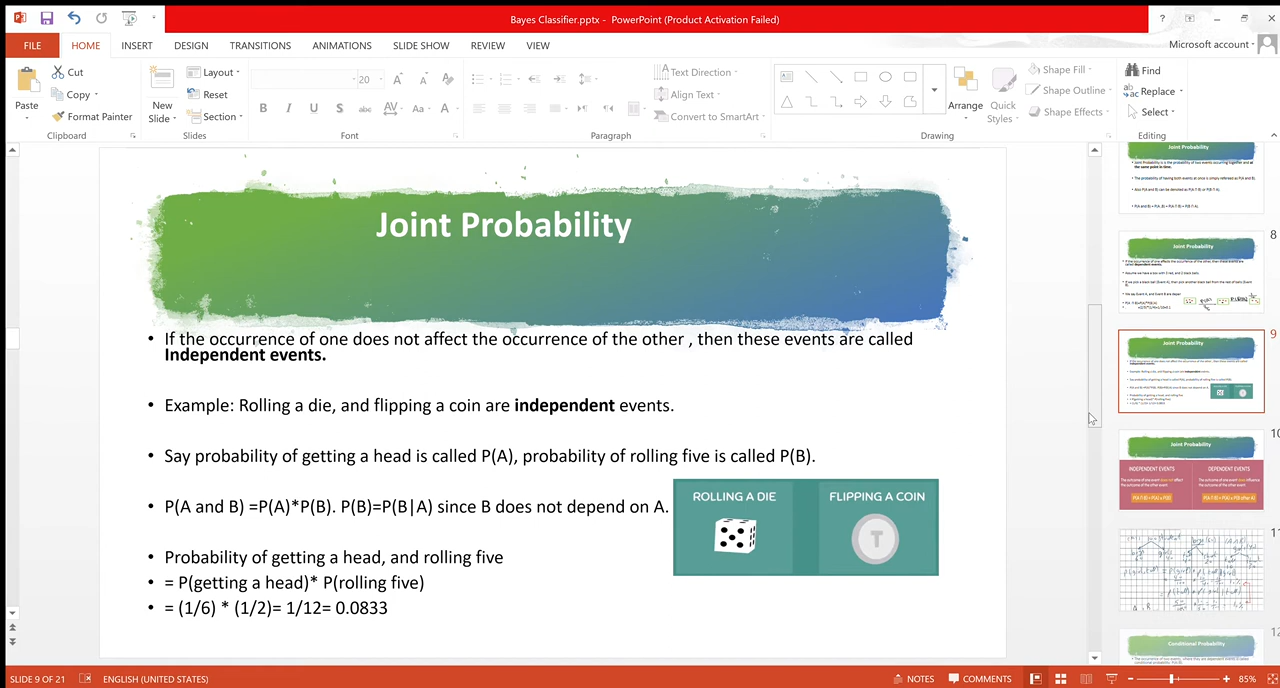 Bayes Classifier.pptx - PowerPoint (Product Activation Failed)
FILE HOME INSERT DESIGN TRANSITIONS ANIMATIONS SLIDE SHOW REVIEW VIEW
Microsoft account
Paste
Cut
Copy
Format Painter
Clipboard
New Slide
Layout
Reset
Section
Slides
20
Font
Text Direction
Align Text
Convert to SmartArt
Paragraph
Arrange
Quick Styles
Shape Fill
Shape Outline
Shape Effects
Drawing
Find
Replace
Select
Editing
Joint Probability
• If the occurrence of one does not affect the occurrence of the other , then these events are called
Independent events.
• Example: Rolling a die, and flipping a coin are independent events.
• Say probability of getting a head is called P(A), probability of rolling five is called P(B).
• P(A and B) =P(A)*P(B). P(B)=P(B|A) since B does not depend on A.
ROLLING A DIE
FLIPPING A COIN
T
• Probability of getting a head, and rolling five
• = P(getting a head)* P(rolling five)
• = (1/6) * (1/2)= 1/12= 0.0833
Joint Probability
8
Joint Probability
9
Joint Probability
10
Joint Probability
INDEPENDENT EVENTS
DEPENDENT EVENTS
11
12
Conditional Probability
SLIDE 9 OF 21
ENGLISH (UNITED STATES)
NOTES
COMMENTS
85%